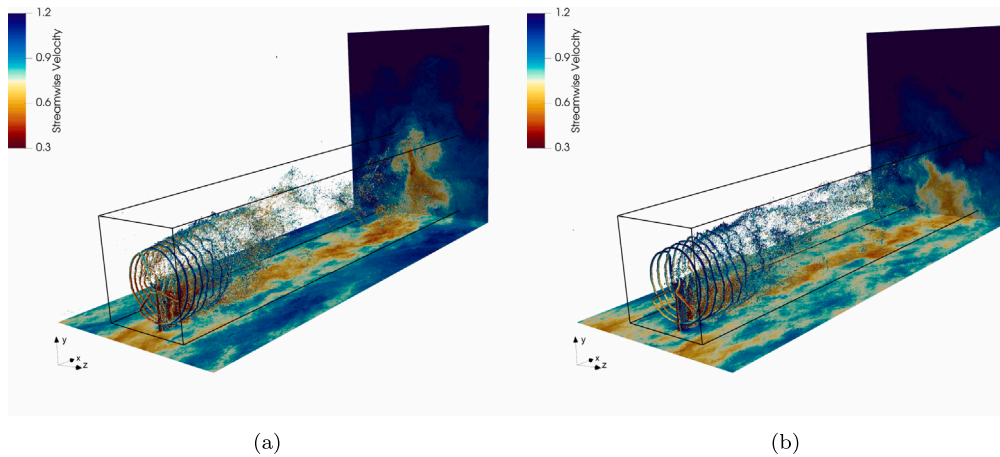 1.2
0.9
0.6
0.3
Streamwise Velocity
y
x
z
(a)
1.2
0.9
0.6
0.3
Streamwise Velocity
y
x
z
(b)